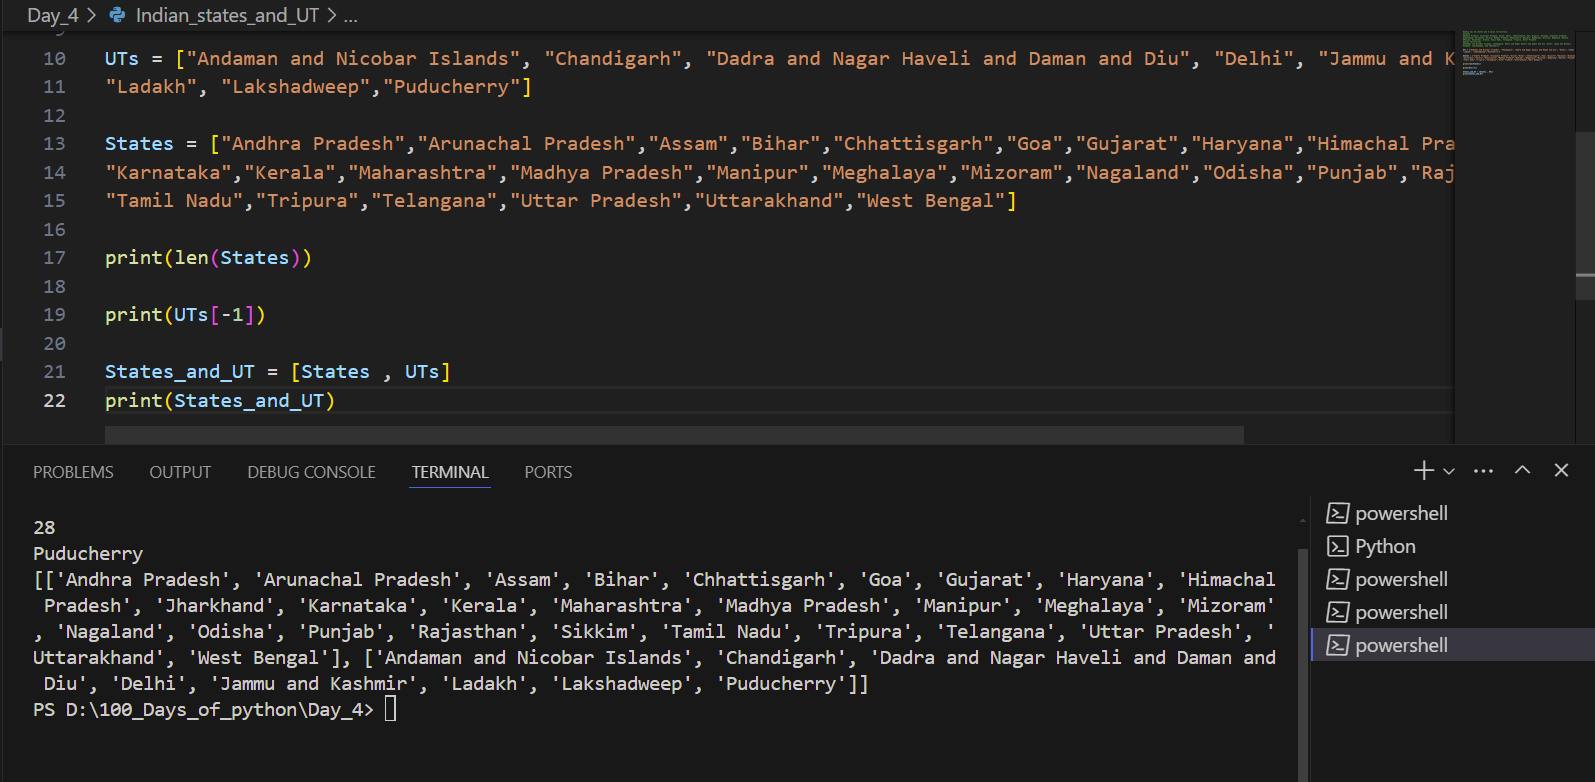 Day_4 > Indian_states_and_UT > ...
10 UTs = ["Andaman and Nicobar Islands", "Chandigarh", "Dadra and Nagar Haveli and Daman and Diu", "Delhi", "Jammu and K
11 "Ladakh", "Lakshadweep","Puducherry"]
12
13 States = ["Andhra Pradesh","Arunachal Pradesh","Assam","Bihar","Chhattisgarh","Goa","Gujarat","Haryana","Himachal Pra
14 "Karnataka","Kerala","Maharashtra","Madhya Pradesh","Manipur","Meghalaya","Mizoram","Nagaland","Odisha","Punjab","Raj
15 "Tamil Nadu","Tripura","Telangana","Uttar Pradesh","Uttarakhand","West Bengal"]
16
17 print(len(States))
18
19 print(UTs[-1])
20
21 States_and_UT = [States , UTs]
22 print(States_and_UT)
PROBLEMS OUTPUT DEBUG CONSOLE TERMINAL PORTS
28
Puducherry
[['Andhra Pradesh', 'Arunachal Pradesh', 'Assam', 'Bihar', 'Chhattisgarh', 'Goa', 'Gujarat', 'Haryana', 'Himachal
 Pradesh', 'Jharkhand', 'Karnataka', 'Kerala', 'Maharashtra', 'Madhya Pradesh', 'Manipur', 'Meghalaya', 'Mizoram'
, 'Nagaland', 'Odisha', 'Punjab', 'Rajasthan', 'Sikkim', 'Tamil Nadu', 'Tripura', 'Telangana', 'Uttar Pradesh', '
Uttarakhand', 'West Bengal'], ['Andaman and Nicobar Islands', 'Chandigarh', 'Dadra and Nagar Haveli and Daman and
 Diu', 'Delhi', 'Jammu and Kashmir', 'Ladakh', 'Lakshadweep', 'Puducherry']]
PS D:\100_Days_of_python\Day_4>
powershell
Python
powershell
powershell
powershell